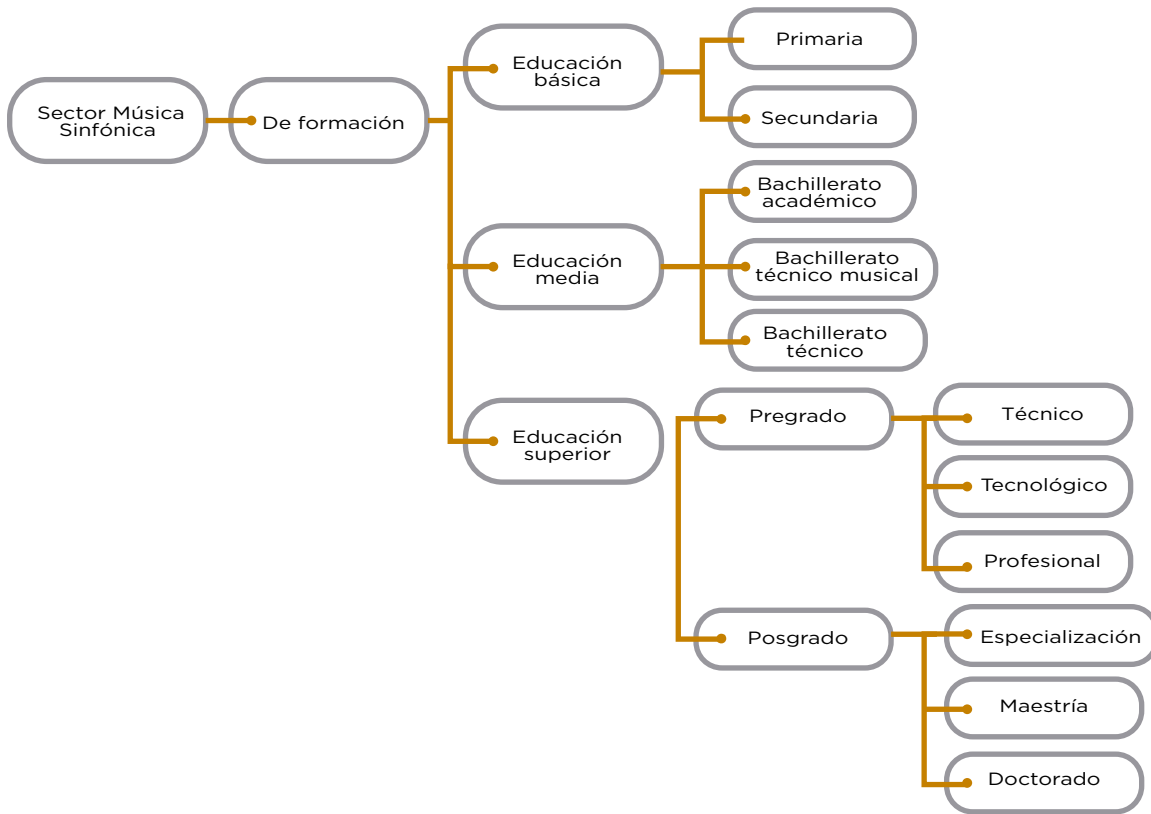 Sector Música
Sinfónica
De formación
Educación
básica
Primaria
Secundaria
Educación
media
Bachillerato
académico
Bachillerato
técnico musical
Bachillerato
técnico
Educación
superior
Pregrado
Técnico
Tecnológico
Profesional
Posgrado
Especialización
Maestría
Doctorado